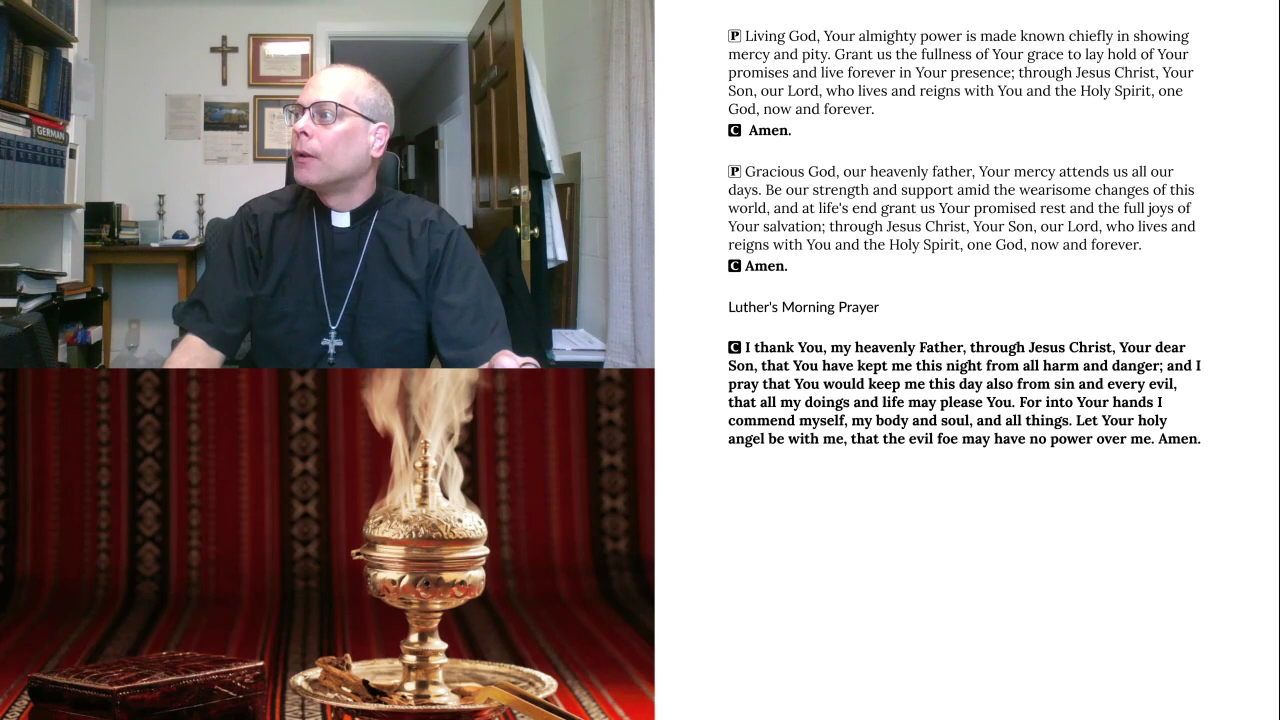 GERMAN
P Living God, Your almighty power is made known chiefly in showing
mercy and pity. Grant us the fullness of Your grace to lay hold of Your
promises and live forever in Your presence; through Jesus Christ, Your
Son, our Lord, who lives and reigns with You and the Holy Spirit, one
God, now and forever.
C Amen.
P Gracious God, our heavenly father, Your mercy attends us all our
days. Be our strength and support amid the wearisome changes of this
world, and at life's end grant us Your promised rest and the full joys of
Your salvation; through Jesus Christ, Your Son, our Lord, who lives and
reigns with You and the Holy Spirit, one God, now and forever.
C Amen.
Luther's Morning Prayer
C I thank You, my heavenly Father, through Jesus Christ, Your dear
Son, that You have kept me this night from all harm and danger; and I
pray that You would keep me this day also from sin and every evil,
that all my doings and life may please You. For into Your hands I
commend myself, my body and soul, and all things. Let Your holy
angel be with me, that the evil foe may have no power over me. Amen.